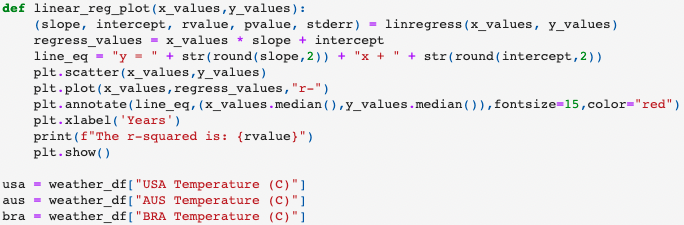 def linear_reg_plot(x_values,y_values):
    (slope, intercept, rvalue, pvalue, stderr) = linregress(x_values, y_values)
    regress_values = x_values * slope + intercept
    line_eq = "y = " + str(round(slope,2)) + "x + " + str(round(intercept,2))
    plt.scatter(x_values,y_values)
    plt.plot(x_values,regress_values,"r-")
    plt.annotate(line_eq,(x_values.median(),y_values.median()),fontsize=15,color="red")
    plt.xlabel('Years')
    print(f"The r-squared is: {rvalue}")
    plt.show()

usa = weather_df["USA Temperature (C)"]
aus = weather_df["AUS Temperature (C)"]
bra = weather_df["BRA Temperature (C)"]